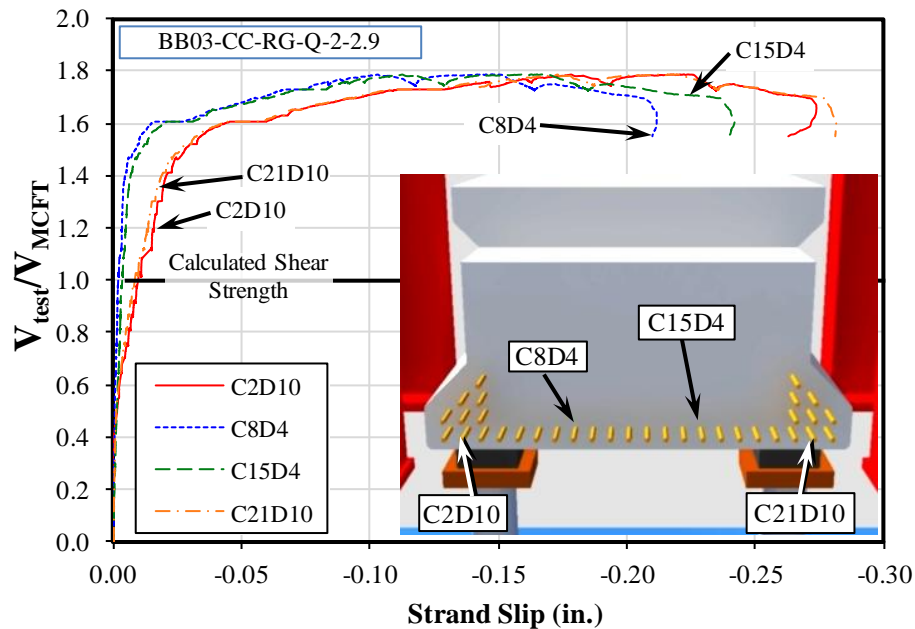 BB03-CC-RG-Q-2-2.9
V_test/V_MCFT
2.0
1.8
1.6
1.4
1.2
1.0
0.8
0.6
0.4
0.2
0.0
C15D4
C8D4
C21D10
C2D10
Calculated Shear
Strength
C15D4
C8D4
C2D10
C21D10
C2D10
C8D4
C15D4
C21D10
0.00 -0.05 -0.10 -0.15 -0.20 -0.25 -0.30
Strand Slip (in.)